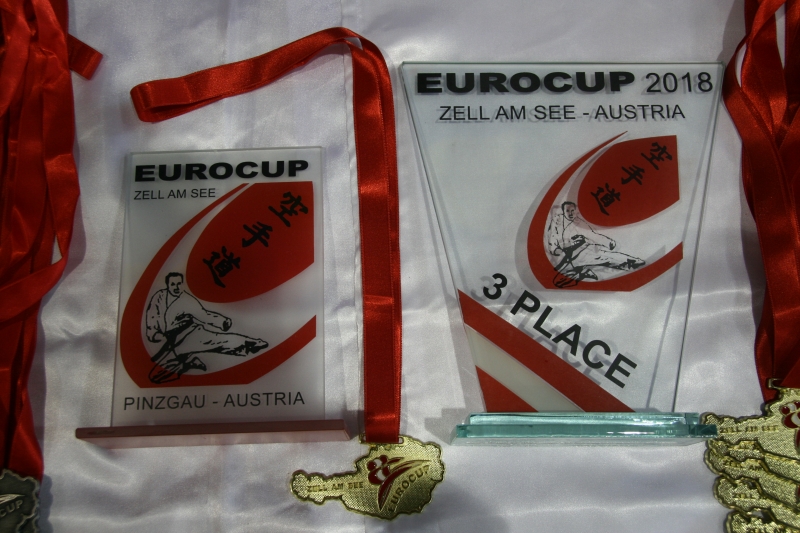 EUROCUP
ZELL AM SEE
空手道
PINZGAU - AUSTRIA
EUROCUP 2018
ZELL AM SEE - AUSTRIA
空手道
3 PLACE
ZELL AM SEE
EUROCUP